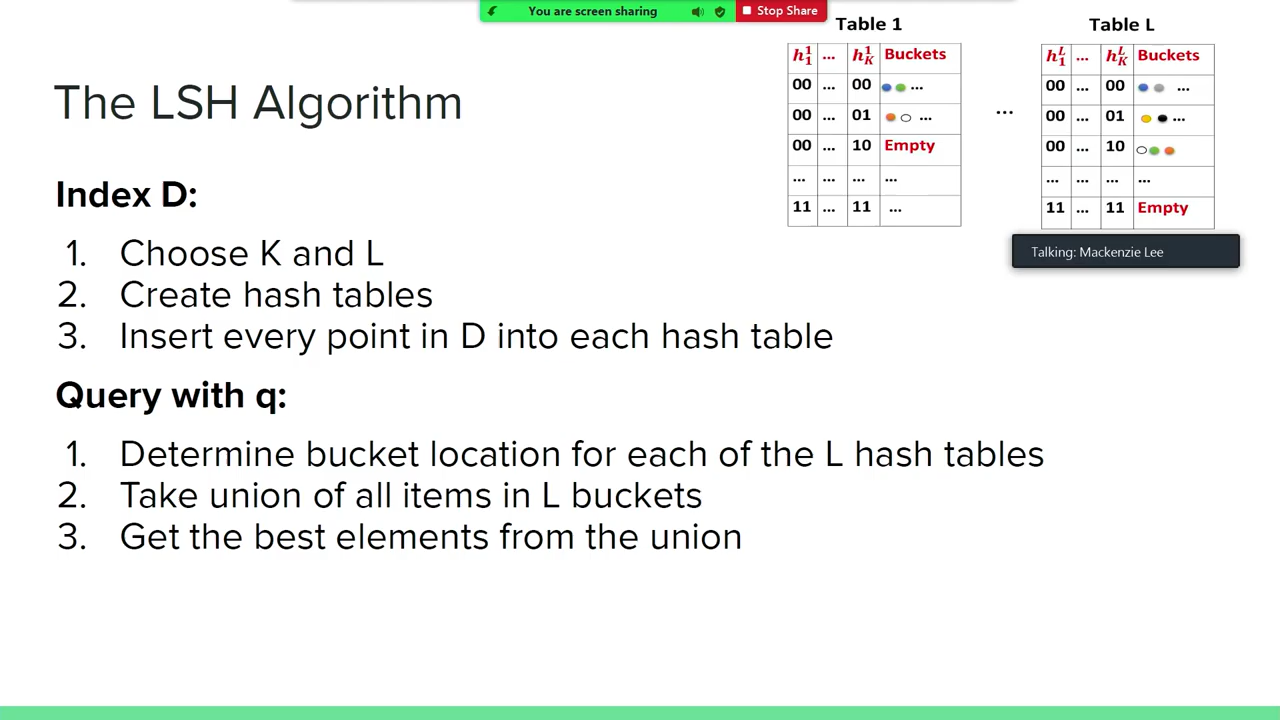 You are screen sharing
Stop Share
The LSH Algorithm
Index D:
1. Choose K and L
2. Create hash tables
3. Insert every point in D into each hash table
Query with q:
1. Determine bucket location for each of the L hash tables
2. Take union of all items in L buckets
3. Get the best elements from the union
Table 1
h₁¹ ... h_K¹ Buckets
00 ... 00 ...
00 ... 01 ...
00 ... 10 Empty
... ... ... ...
11 ... 11 ...
...
Table L
h₁ᴸ ... h_Kᴸ Buckets
00 ... 00 ...
00 ... 01 ...
00 ... 10
... ... ... ...
11 ... 11 Empty
Talking: Mackenzie Lee